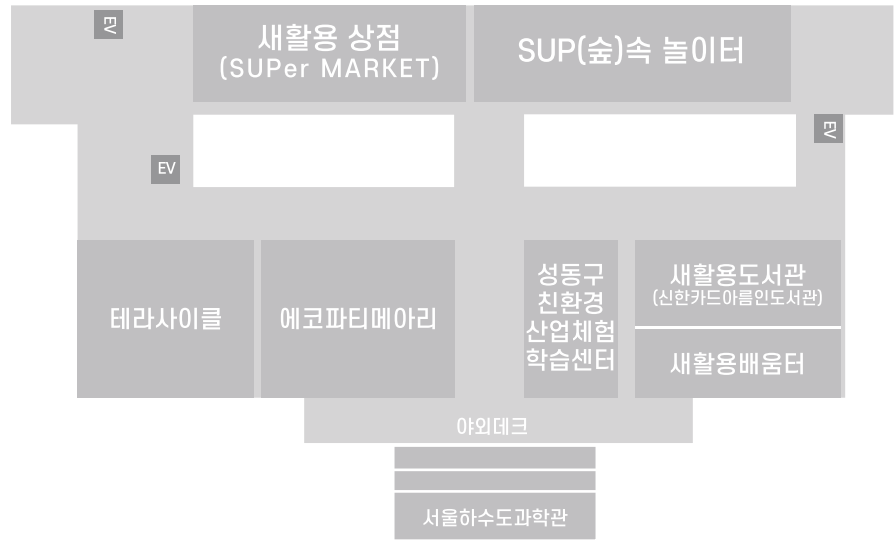 EV
새활용 상점
(SUPer MARKET)
SUP(숲)속 놀이터
EV
EV
테라사이클
에코파티메아리
성동구
친환경
산업체험
학습센터
새활용도서관
(신한카드아름인도서관)
새활용배움터
야외데크
서울하수도과학관